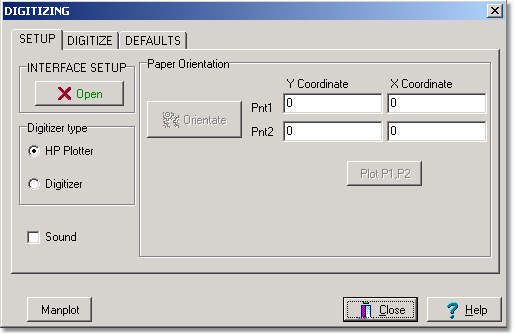 DIGITIZING
SETUP DIGITIZE DEFAULTS
INTERFACE SETUP
Open
Digitizer type
HP Plotter
Digitizer
Sound
Paper Orientation
Y Coordinate X Coordinate
Orientate
Pnt1 0 0
Pnt2 0 0
Plot P1,P2
Manplot
Close
Help